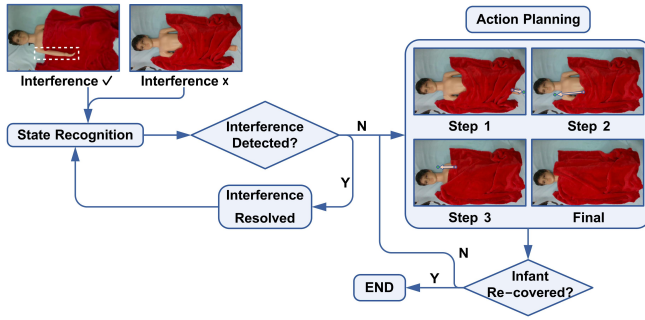 Action Planning
Interference ✓
Interference x
State Recognition
Interference
Detected?
N
Y
Interference
Resolved
Step 1
Step 2
Step 3
Final
N
Y
END
Infant
Re-covered?